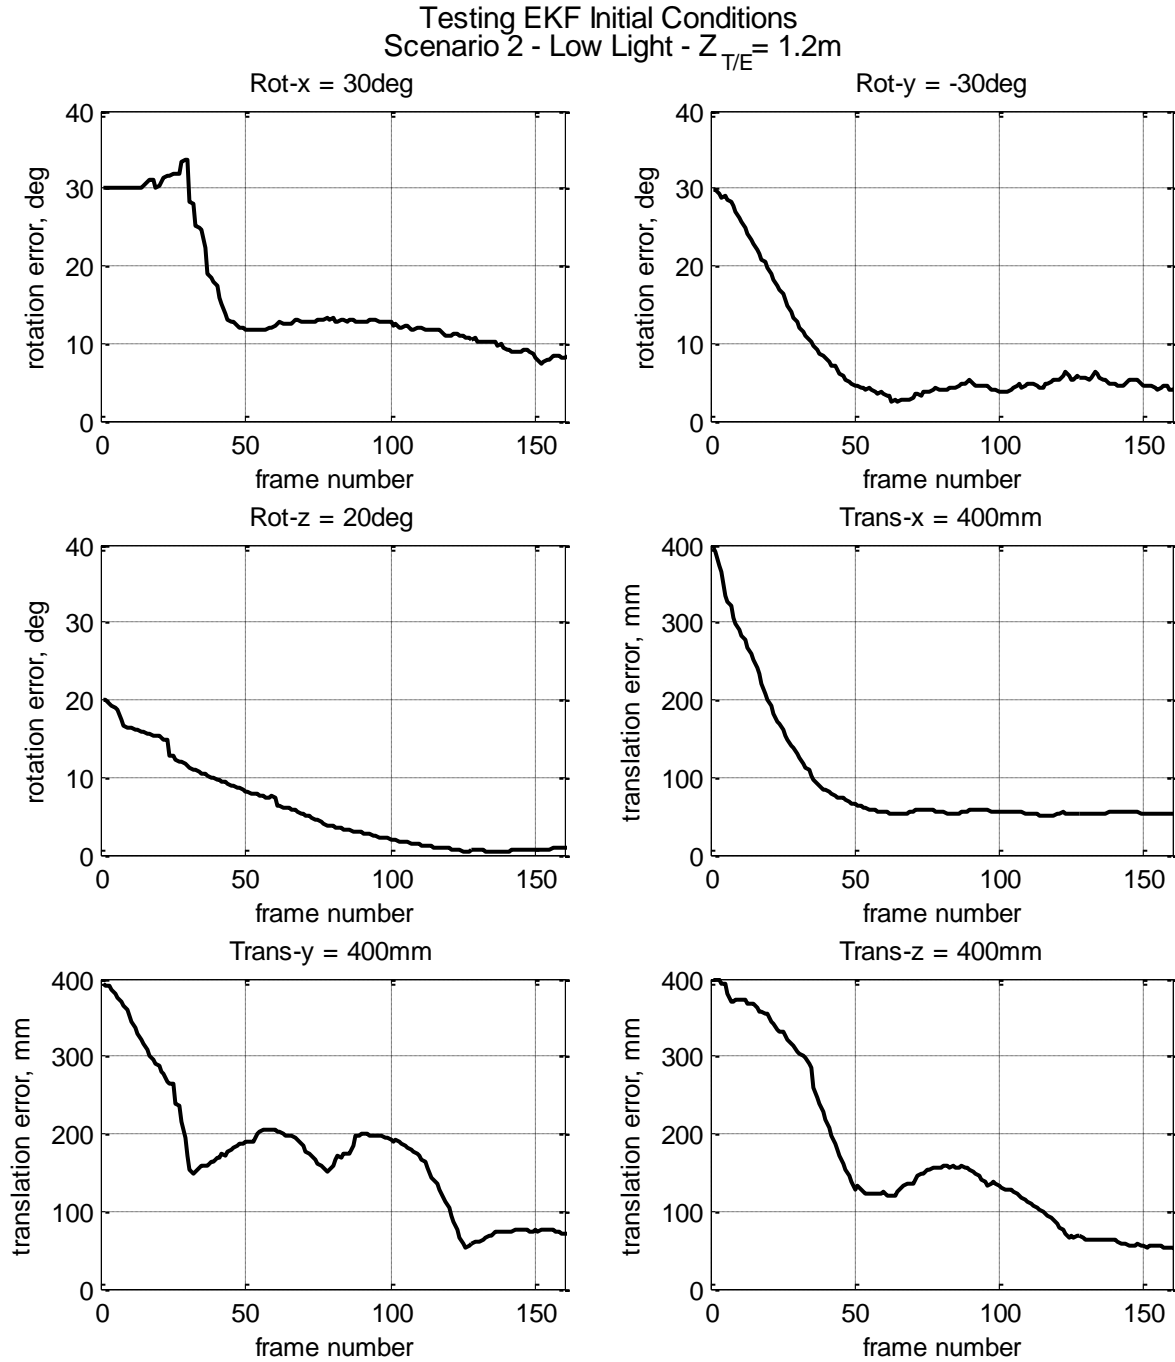 Testing EKF Initial Conditions
Scenario 2 - Low Light - Z T/E= 1.2m
Rot-x = 30deg
40
30
20
10
0
rotation error, deg
0 50 100 150
frame number
Rot-y = -30deg
40
30
20
10
0
rotation error, deg
0 50 100 150
frame number
Rot-z = 20deg
40
30
20
10
0
rotation error, deg
0 50 100 150
frame number
Trans-x = 400mm
400
300
200
100
0
translation error, mm
0 50 100 150
frame number
Trans-y = 400mm
400
300
200
100
0
translation error, mm
0 50 100 150
frame number
Trans-z = 400mm
400
300
200
100
0
translation error, mm
0 50 100 150
frame number